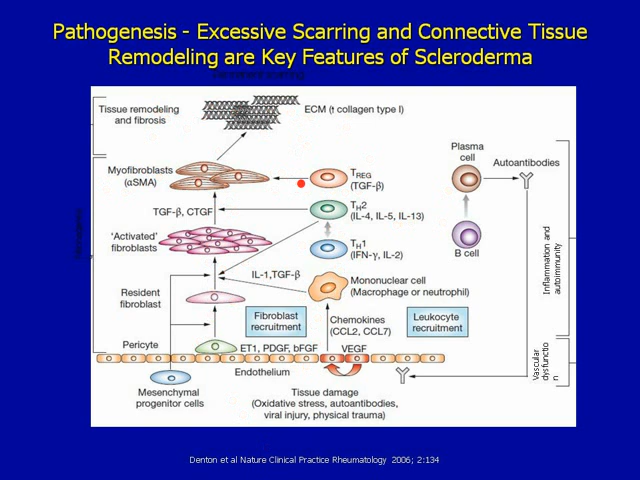 Pathogenesis - Excessive Scarring and Connective Tissue
Remodeling are Key Features of Scleroderma
Tissue remodeling
and fibrosis
ECM (↑ collagen type I)
Myofibroblasts
(αSMA)
TREG
(TGF-β)
Plasma
cell
Autoantibodies
TGF-β, CTGF
TH2
(IL-4, IL-5, IL-13)
'Activated'
fibroblasts
TH1
(IFN-γ, IL-2)
B cell
Inflammation and
autoimmunity
IL-1,TGF-β
Mononuclear cell
(Macrophage or neutrophil)
Resident
fibroblast
Fibroblast
recruitment
Chemokines
(CCL2, CCL7)
Leukocyte
recruitment
Pericyte
ET1, PDGF, bFGF
VEGF
Endothelium
Vascular
dysfunctio
n
Mesenchymal
progenitor cells
Tissue damage
(Oxidative stress, autoantibodies,
viral injury, physical trauma)
Denton et al Nature Clinical Practice Rheumatology 2006; 2:134